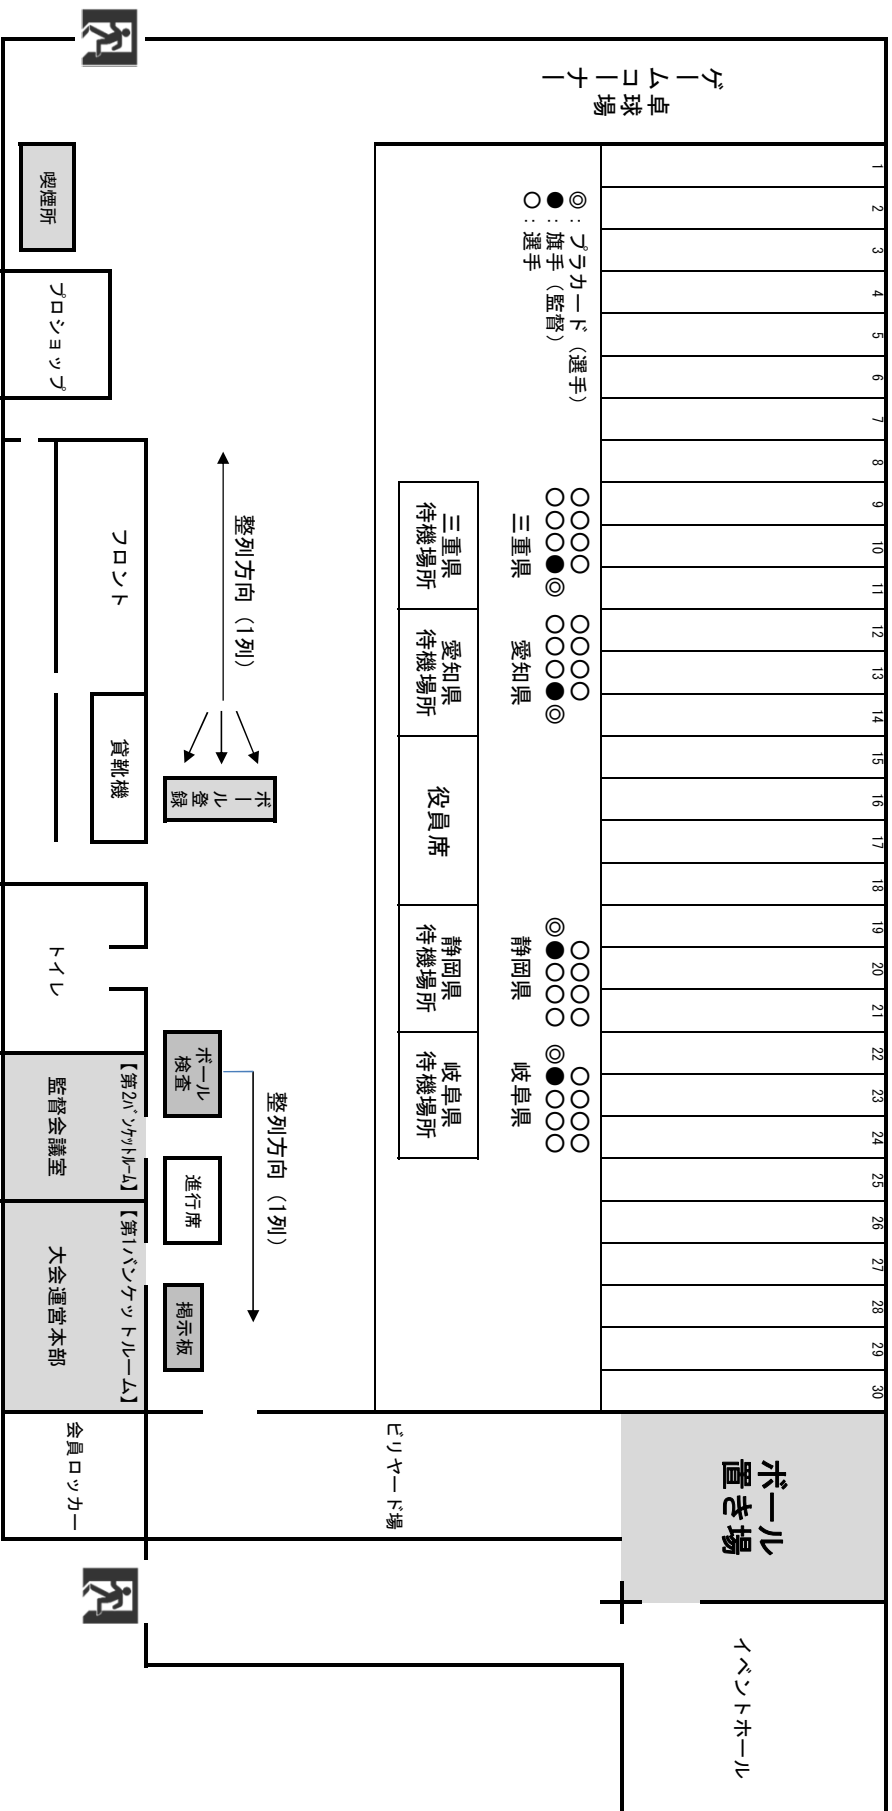 ゲームコーナー
卓球場
1
2
3
4
5
6
7
8
9
10
11
12
13
14
15
16
17
18
19
20
21
22
23
24
25
26
27
28
29
30
◎：プラカード（選手）
●：旗手（監督）
○：選手
○○○○
○○○●◎
三重県
○○○○
○○○●◎
愛知県
○○○○
◎●○○○
静岡県
○○○○
◎●○○○
岐阜県
三重県
待機場所
愛知県
待機場所
役員席
静岡県
待機場所
岐阜県
待機場所
喫煙所
プロショップ
フロント
貸靴機
整列方向（1列）
ボール登録
トイレ
ボール
検査
整列方向（1列）
進行席
掲示板
【第2バンケットルーム】
監督会議室
【第1バンケットルーム】
大会運営本部
会員ロッカー
ビリヤード場
ボール
置き場
イベントホール